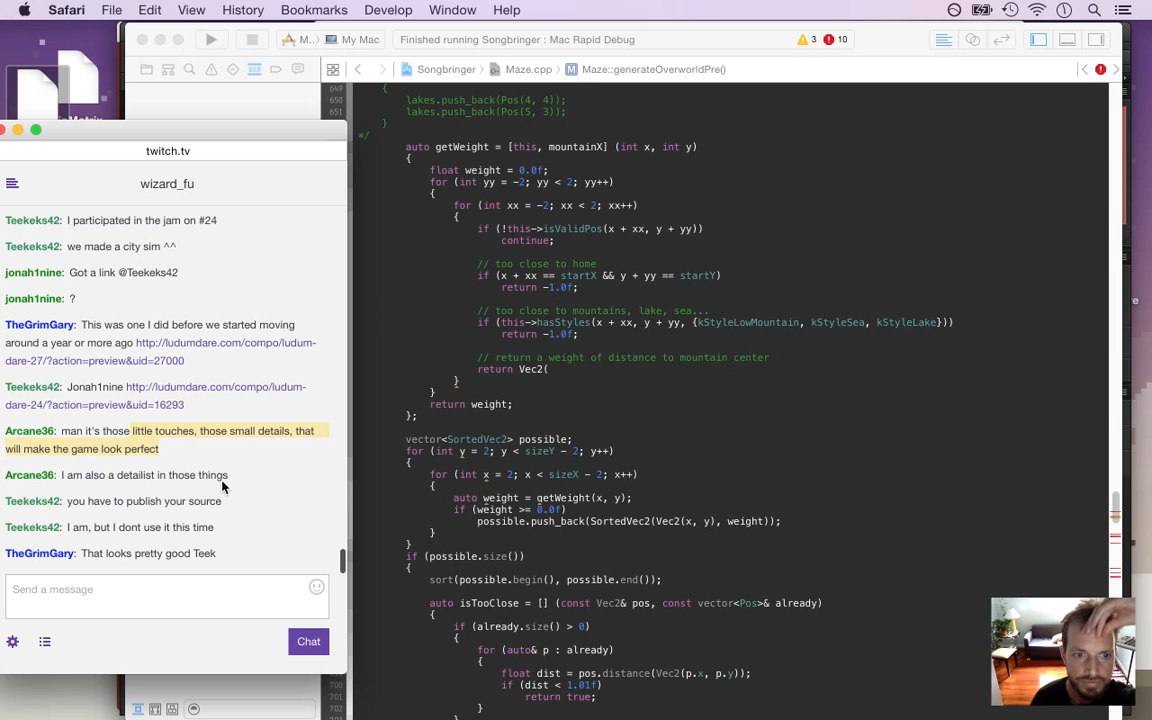 Safari File Edit View History Bookmarks Develop Window Help
M... My Mac
Finished running Songbringer : Mac Rapid Debug
3 10
Songbringer Maze.cpp Maze::generateOverworldPre()
649 {
650 lakes.push_back(Pos(4, 4));
651 lakes.push_back(Pos(5, 3));
}
*/
auto getWeight = [this, mountainX] (int x, int y)
{
float weight = 0.0f;
for (int yy = -2; yy < 2; yy++)
{
for (int xx = -2; xx < 2; xx++)
{
if (!this->isValidPos(x + xx, y + yy))
continue;
// too close to home
if (x + xx == startX && y + yy == startY)
return -1.0f;
// too close to mountains, lake, sea...
if (this->hasStyles(x + xx, y + yy, {kStyleLowMountain, kStyleSea, kStyleLake}))
return -1.0f;
// return a weight of distance to mountain center
return Vec2(
}
}
return weight;
};
vector<SortedVec2> possible;
for (int y = 2; y < sizeY - 2; y++)
{
for (int x = 2; x < sizeX - 2; x++)
{
auto weight = getWeight(x, y);
if (weight >= 0.0f)
possible.push_back(SortedVec2(Vec2(x, y), weight));
}
}
if (possible.size())
{
sort(possible.begin(), possible.end());
auto isTooClose = [] (const Vec2& pos, const vector<Pos>& already)
{
if (already.size() > 0)
{
for (auto& p : already)
{
float dist = pos.distance(Vec2(p.x, p.y));
if (dist < 1.01f)
return true;
700 }
701
702 }
twitch.tv
wizard_fu
Teekeks42: I participated in the jam on #24
Teekeks42: we made a city sim ^^
jonah1nine: Got a link @Teekeks42
jonah1nine: ?
TheGrimGary: This was one I did before we started moving
around a year or more ago http://ludumdare.com/compo/ludum-
dare-27/?action=preview&uid=27000
Teekeks42: Jonah1nine http://ludumdare.com/compo/ludum-
dare-24/?action=preview&uid=16293
Arcane36: man it's those little touches, those small details, that
will make the game look perfect
Arcane36: I am also a detailist in those things
Teekeks42: you have to publish your source
Teekeks42: I am, but I dont use it this time
TheGrimGary: That looks pretty good Teek
Send a message
Chat